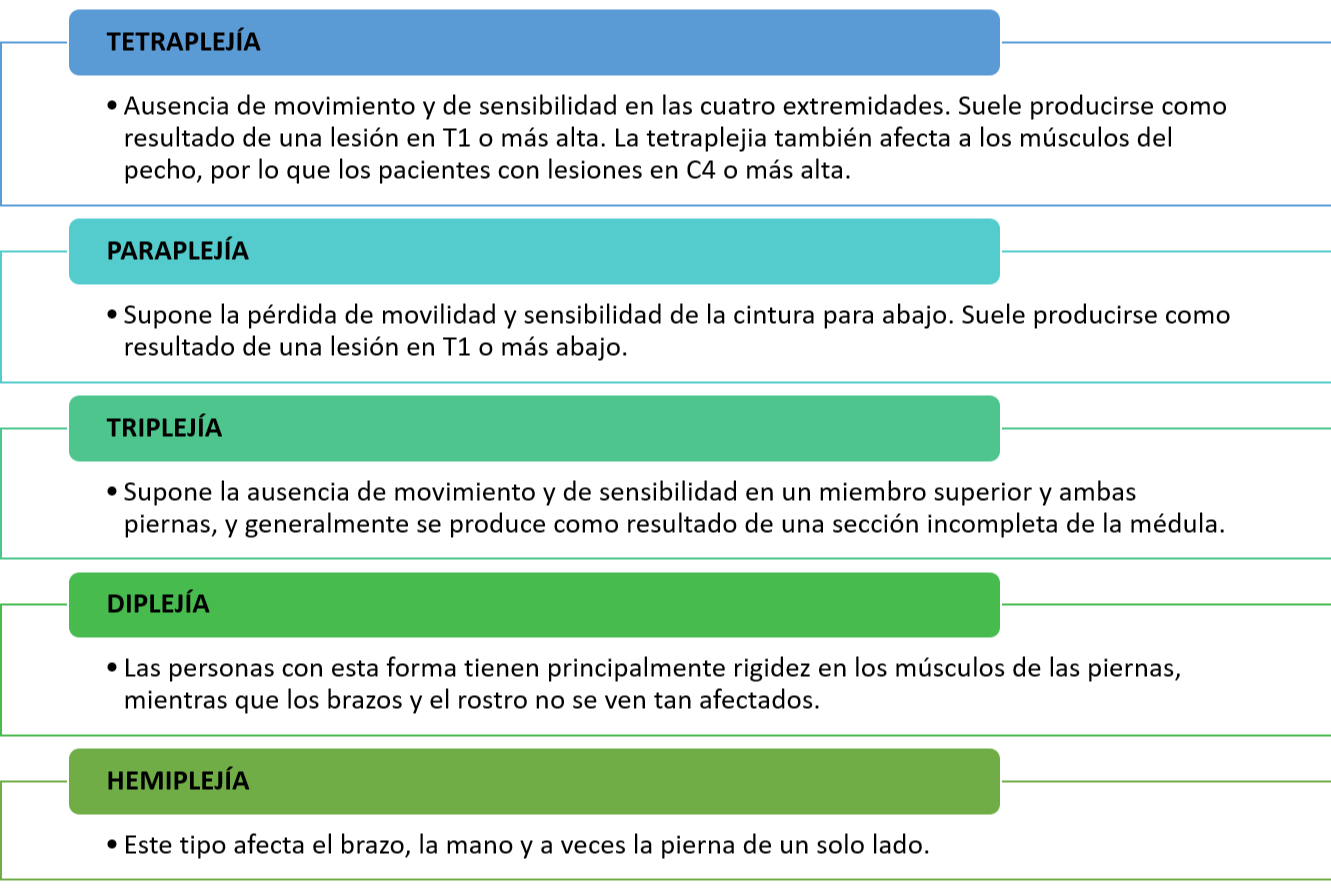 TETRAPLEJÍA
• Ausencia de movimiento y de sensibilidad en las cuatro extremidades. Suele producirse como
resultado de una lesión en T1 o más alta. La tetraplejia también afecta a los músculos del
pecho, por lo que los pacientes con lesiones en C4 o más alta.
PARAPLEJÍA
• Supone la pérdida de movilidad y sensibilidad de la cintura para abajo. Suele producirse como
resultado de una lesión en T1 o más abajo.
TRIPLEJÍA
• Supone la ausencia de movimiento y de sensibilidad en un miembro superior y ambas
piernas, y generalmente se produce como resultado de una sección incompleta de la médula.
DIPLEJÍA
• Las personas con esta forma tienen principalmente rigidez en los músculos de las piernas,
mientras que los brazos y el rostro no se ven tan afectados.
HEMIPLEJÍA
• Este tipo afecta el brazo, la mano y a veces la pierna de un solo lado.